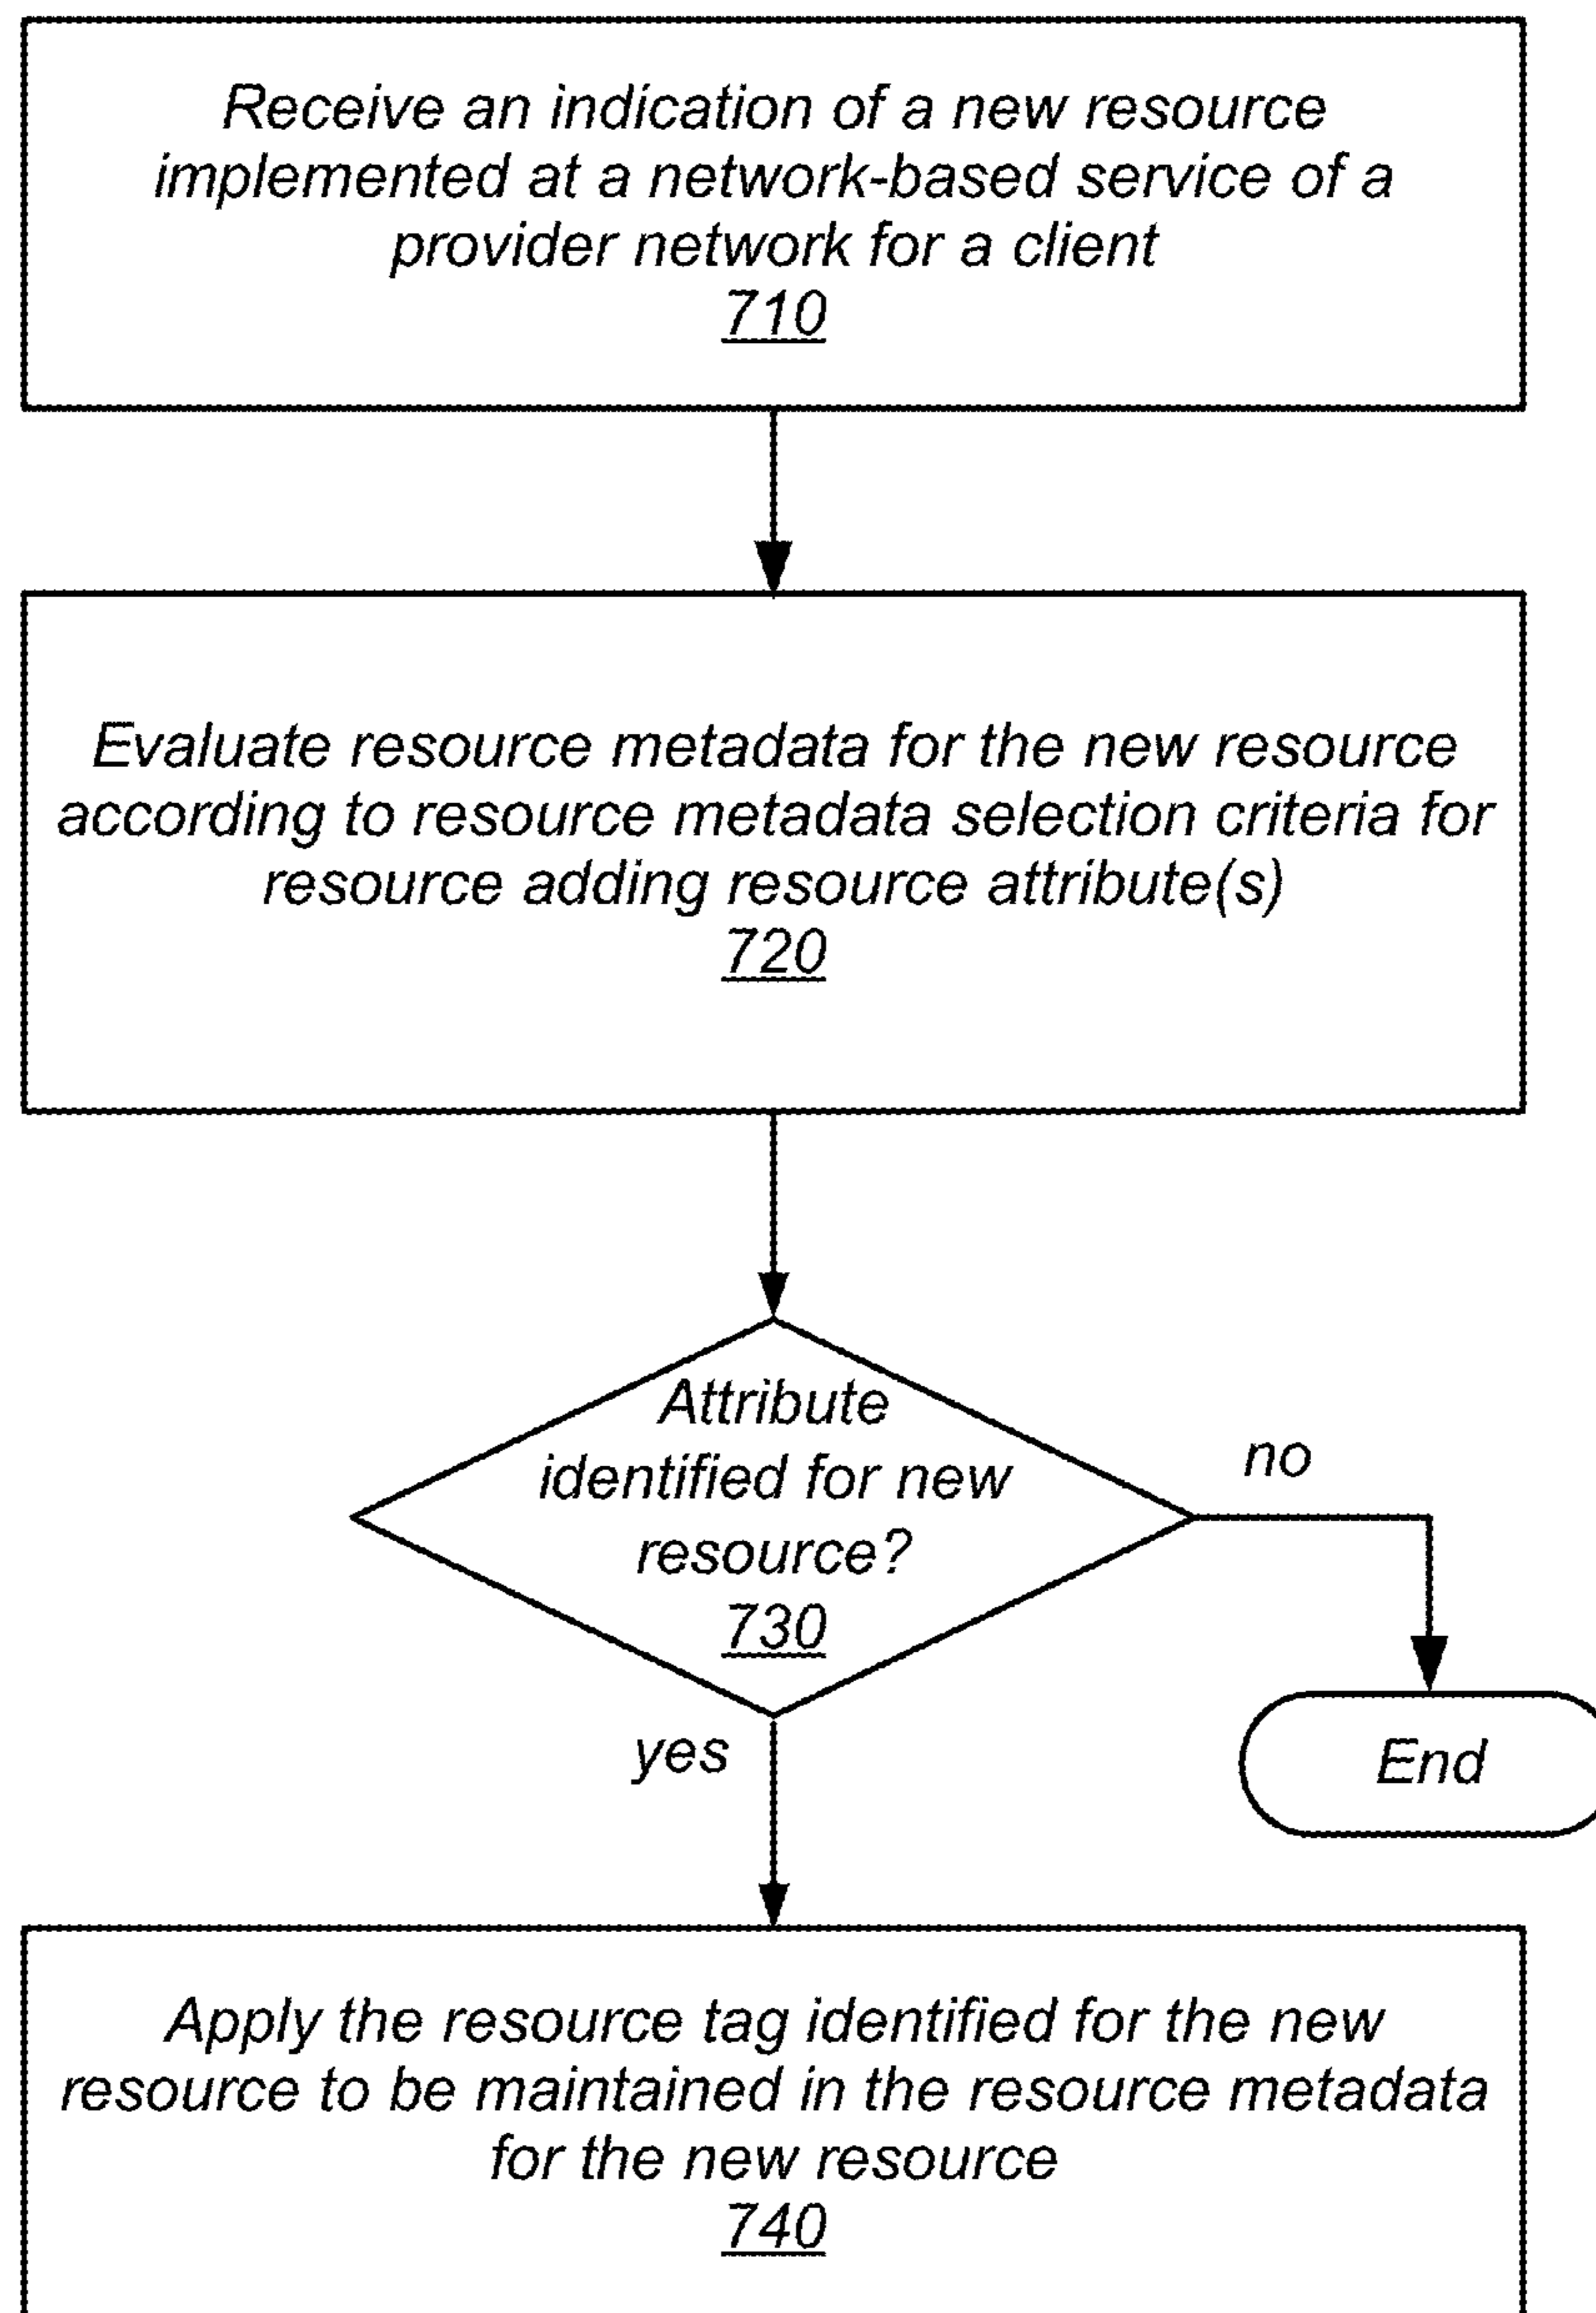 Receive an indication of a new resource
implemented at a network-based service of a
provider network for a client
710
Evaluate resource metadata for the new resource
according to resource metadata selection criteria for
resource adding resource attribute(s)
720
Attribute
identified for new
resource?
730
no
End
yes
Apply the resource tag identified for the new
resource to be maintained in the resource metadata
for the new resource
740